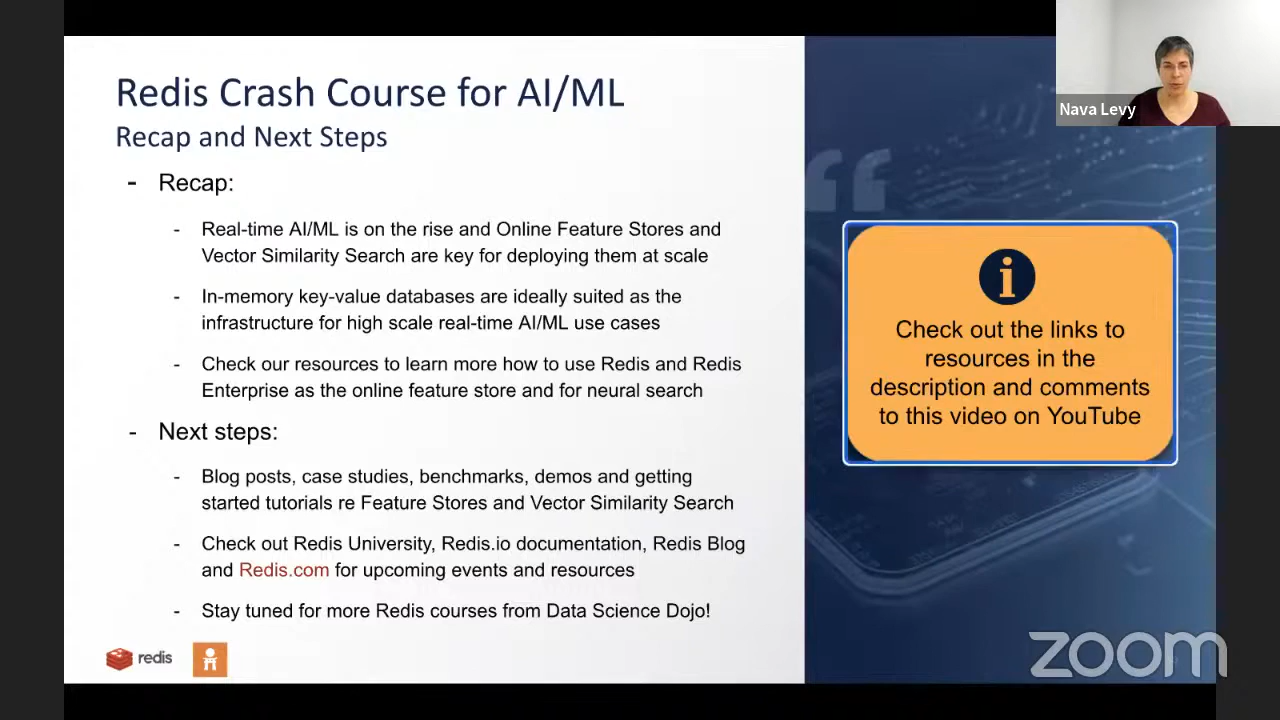 Redis Crash Course for AI/ML
Recap and Next Steps
- Recap:
- Real-time AI/ML is on the rise and Online Feature Stores and
Vector Similarity Search are key for deploying them at scale
- In-memory key-value databases are ideally suited as the
infrastructure for high scale real-time AI/ML use cases
- Check our resources to learn more how to use Redis and Redis
Enterprise as the online feature store and for neural search
- Next steps:
- Blog posts, case studies, benchmarks, demos and getting
started tutorials re Feature Stores and Vector Similarity Search
- Check out Redis University, Redis.io documentation, Redis Blog
and Redis.com for upcoming events and resources
- Stay tuned for more Redis courses from Data Science Dojo!
redis
Nava Levy
Check out the links to
resources in the
description and comments
to this video on YouTube
zoom